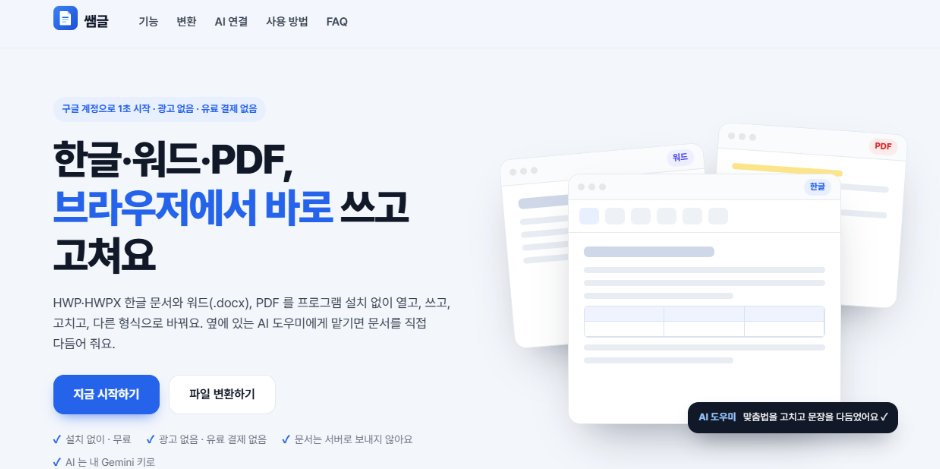 쌤글
기능 변환 AI 연결 사용 방법 FAQ
구글 계정으로 1초 시작 · 광고 없음 · 유료 결제 없음
한글·워드·PDF,
브라우저에서 바로 쓰고
고쳐요
HWP·HWPX 한글 문서와 워드(.docx), PDF 를 프로그램 설치 없이 열고, 쓰고,
고치고, 다른 형식으로 바꿔요. 옆에 있는 AI 도우미에게 맡기면 문서를 직접
다듬어 줘요.
지금 시작하기 파일 변환하기
✓ 설치 없이 · 무료 ✓ 광고 없음 · 유료 결제 없음 ✓ 문서는 서버로 보내지 않아요
✓ AI 는 내 Gemini 키로
워드
PDF
한글
AI 도우미 맞춤법을 고치고 문장을 다듬었어요 ✓